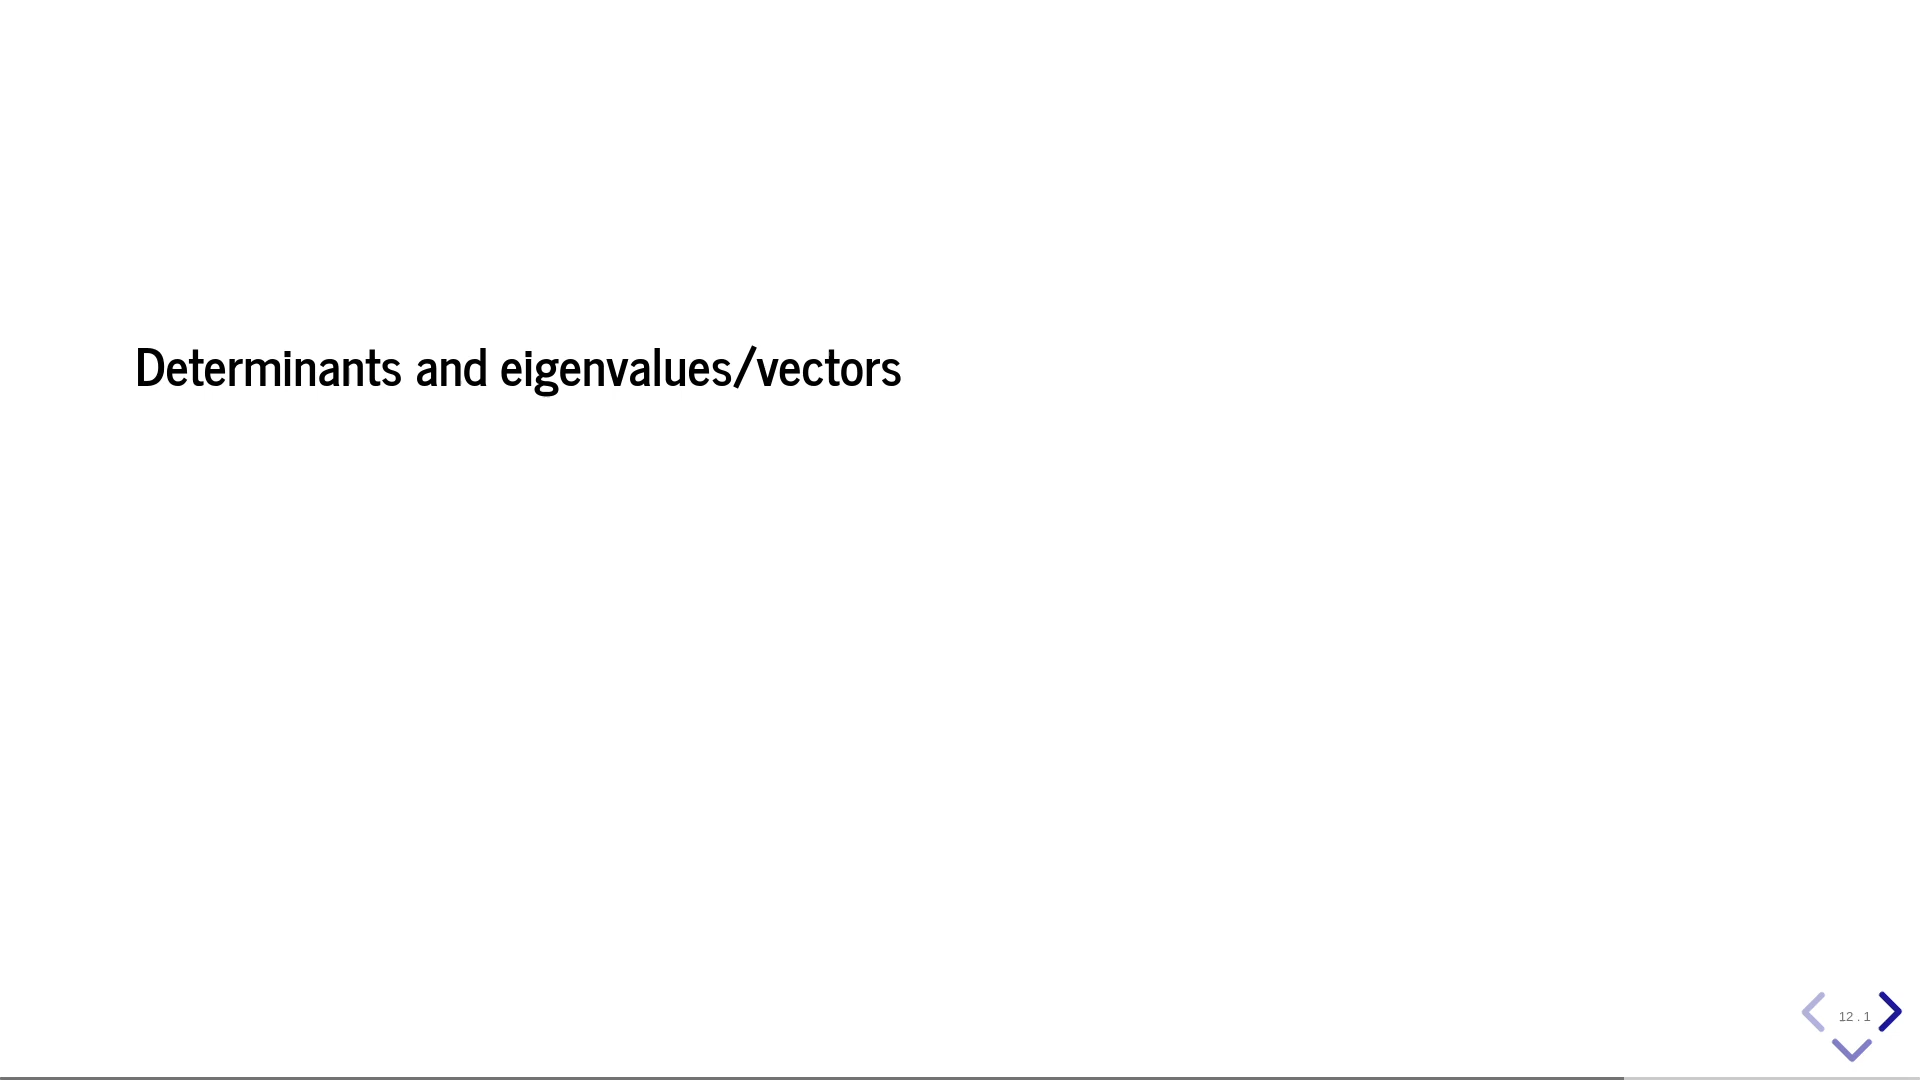 Determinants and eigenvalues/vectors
12 . 1